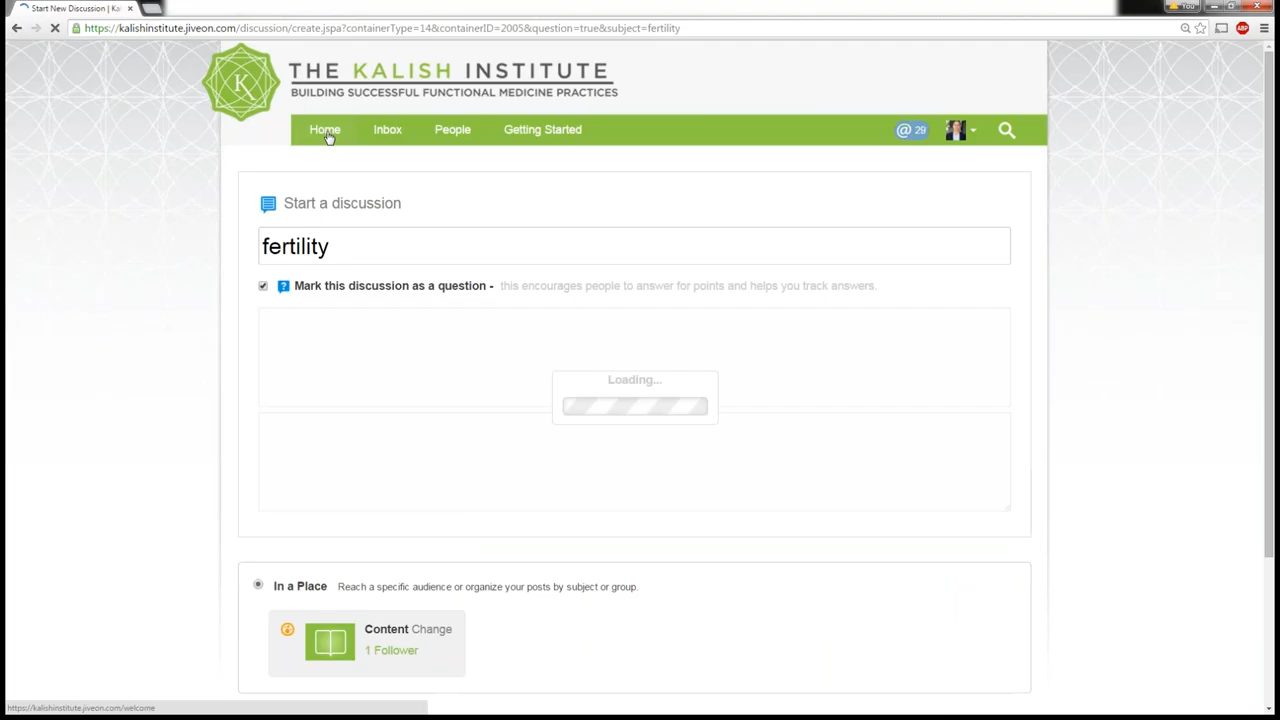 Start New Discussion | Kal
You
https://kalishinstitute.jiveon.com/discussion/create.jspa?containerType=14&containerID=2005&question=true&subject=fertility
ABP
K
THE KALISH INSTITUTE
BUILDING SUCCESSFUL FUNCTIONAL MEDICINE PRACTICES
Home Inbox People Getting Started @ 29
Start a discussion
fertility
? Mark this discussion as a question - this encourages people to answer for points and helps you track answers.
Loading...
In a Place Reach a specific audience or organize your posts by subject or group.
Content Change
1 Follower
https://kalishinstitute.jiveon.com/welcome